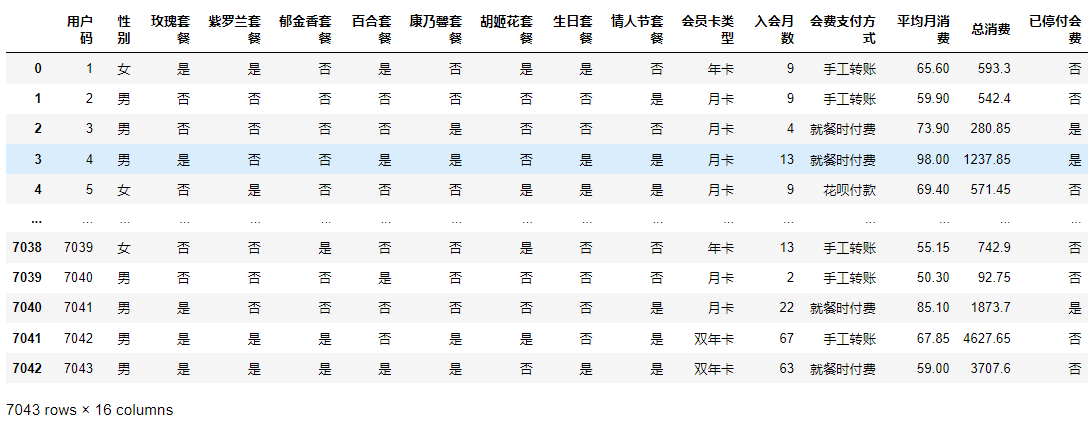 用户码 性别 玫瑰套餐 紫罗兰套餐 郁金香套餐 百合套餐 康乃馨套餐 胡姬花套餐 生日套餐 情人节套餐 会员卡类型 入会月数 会费支付方式 平均月消费 总消费 已停付会费
0 1 女 是 是 否 是 否 是 是 否 年卡 9 手工转账 65.60 593.3 否
1 2 男 否 否 否 否 否 否 否 是 月卡 9 手工转账 59.90 542.4 否
2 3 男 否 否 否 否 是 否 否 否 月卡 4 就餐时付费 73.90 280.85 是
3 4 男 是 否 否 是 是 否 是 是 月卡 13 就餐时付费 98.00 1237.85 是
4 5 女 否 是 否 否 否 是 是 否 月卡 9 花呗付款 69.40 571.45 否
... ... ... ... ... ... ... ... ... ... ... ... ... ... ... ... ...
7038 7039 女 否 否 是 否 否 是 否 否 年卡 13 手工转账 55.15 742.9 否
7039 7040 男 否 否 否 是 否 否 否 否 月卡 2 手工转账 50.30 92.75 否
7040 7041 男 是 否 否 否 否 否 否 是 月卡 22 就餐时付费 85.10 1873.7 是
7041 7042 男 是 是 是 否 是 是 否 是 双年卡 67 手工转账 67.85 4627.65 否
7042 7043 男 是 是 是 是 是 否 是 是 双年卡 63 就餐时付费 59.00 3707.6 否
7043 rows × 16 columns